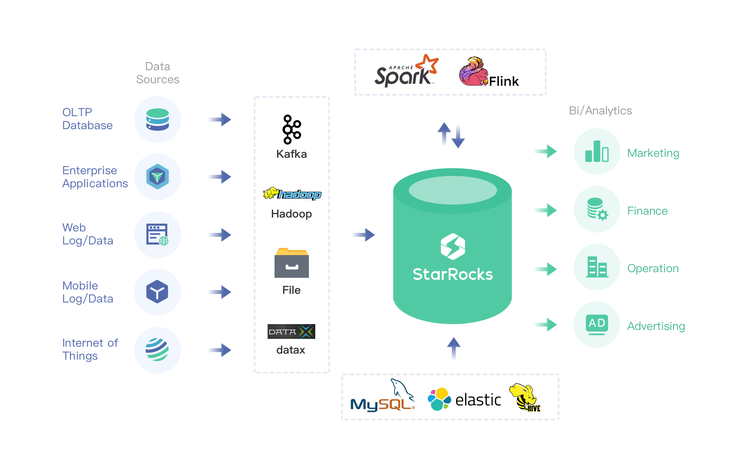 Data
Sources
OLTP
Database
Enterprise
Applications
Web
Log/Data
Mobile
Log/Data
Internet of
Things
Kafka
hadoop
Hadoop
File
DATA X
datax
APACHE
Spark
Flink
StarRocks
MySQL
elastic
HIVE
Bi/Analytics
Marketing
Finance
Operation
AD
Advertising